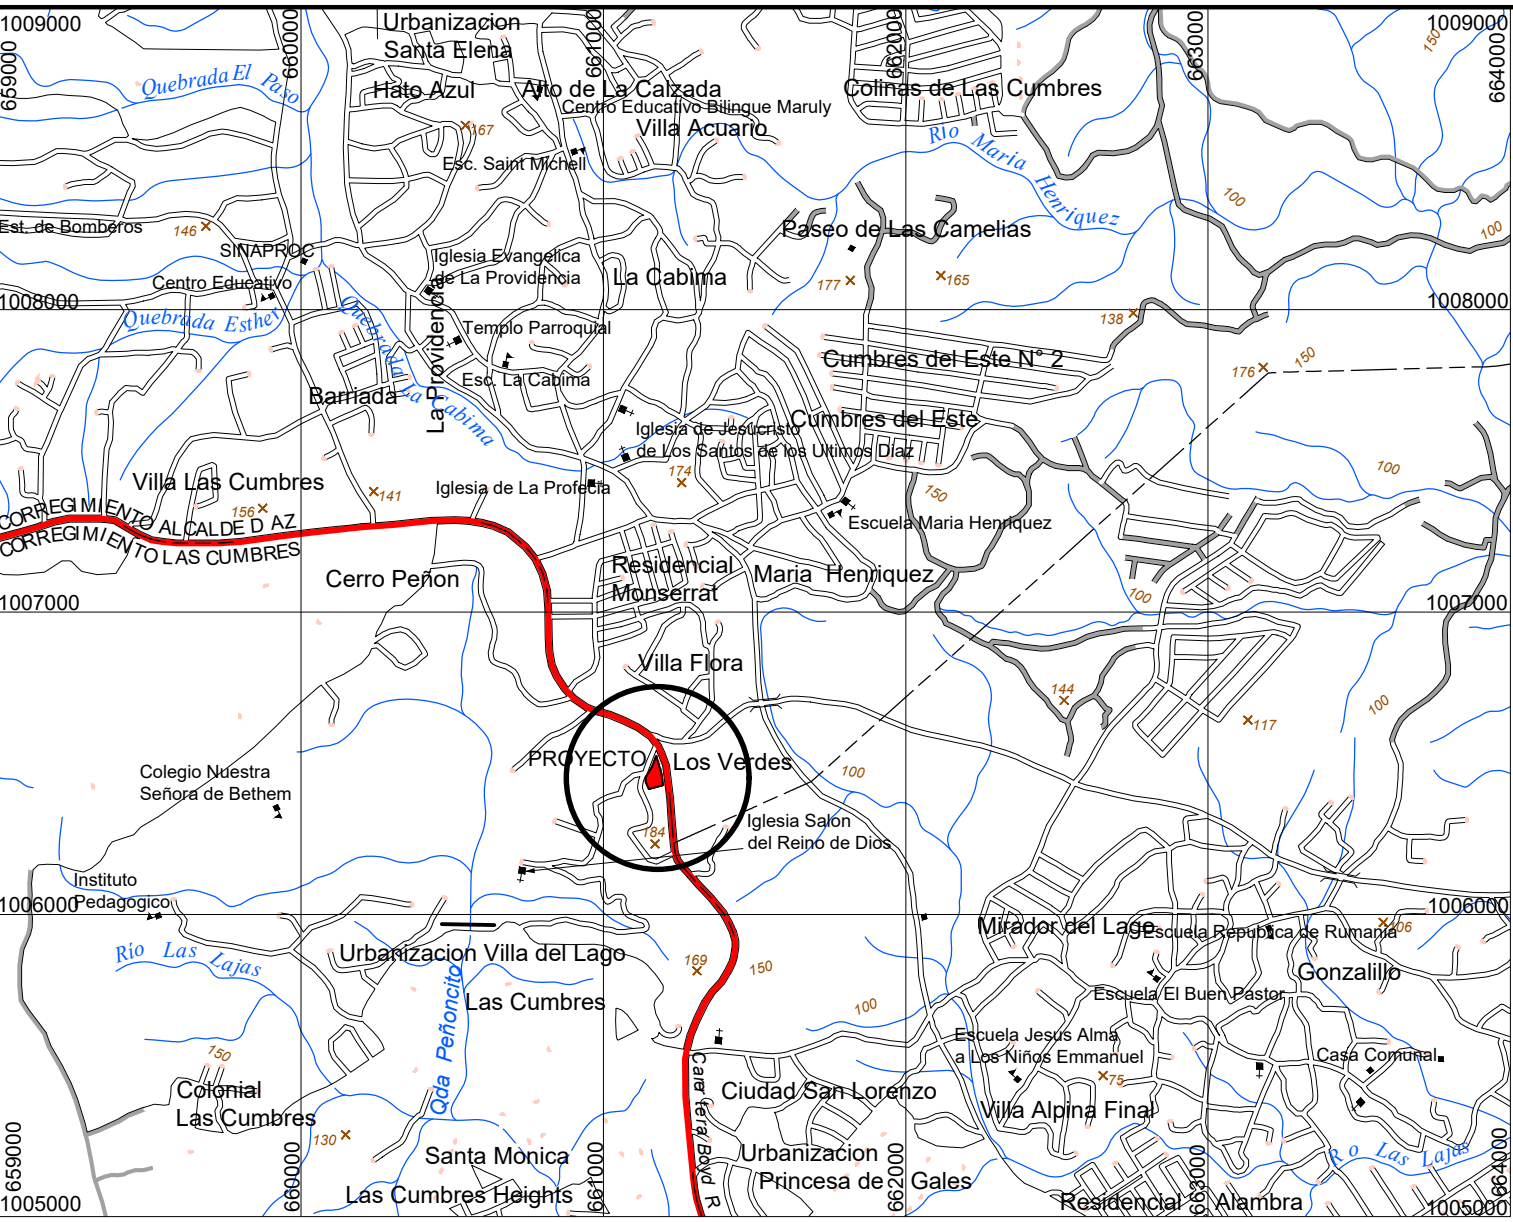 1009000
659000
660000
661000
662000
663000
664000
1009000
150
Urbanizacion
Santa Elena
Quebrada El Paso
Hato Azul
Alto de La Calzada
Colinas de Las Cumbres
Centro Educativo Bilingue Maruly
167
Villa Acuario
Río Maria Henriquez
Esc. Saint Michell
100
Est. de Bomberos
146
Paseo de Las Camelias
100
SINAPROC
Iglesia Evangelica
de La Providencia
La Cabima
177
165
Centro Educativo
1008000
1008000
Quebrada Esther
Quebrada La Cabima
La Providencia
Templo Parroquial
138
Cumbres del Este N° 2
150
176
Esc. La Cabima
Barriada
Cumbres del Este
Iglesia de Jesucristo
de Los Santos de los Ultimos Diaz
174
100
Villa Las Cumbres
141
Iglesia de La Profecia
150
156
CORREGIMIENTO ALCALDE D AZ
CORREGIMIENTO LAS CUMBRES
Escuela Maria Henriquez
Cerro Peñon
Residencial
Monserrat
Maria Henriquez
100
1007000
1007000
Villa Flora
144
117
100
PROYECTO
Los Verdes
100
Colegio Nuestra
Señora de Bethem
184
Iglesia Salon
del Reino de Dios
Instituto
Pedagogico
1006000
1006000
Mirador del Lago
Escuela Republica de Rumania
106
Río Las Lajas
Urbanizacion Villa del Lago
169
150
Gonzalillo
Qda Peñoncito
Las Cumbres
Escuela El Buen Pastor
100
Escuela Jesus Alma
a Los Niños Emmanuel
Casa Comunal
150
75
Colonial
Las Cumbres
Ciudad San Lorenzo
Villa Alpina Final
130
Santa Monica
Urbanizacion
Princesa de Gales
R o Las Lajas
Las Cumbres Heights
Boyd R
Residencial Alambra
1005000
659000
660000
661000
662000
663000
664000
1005000